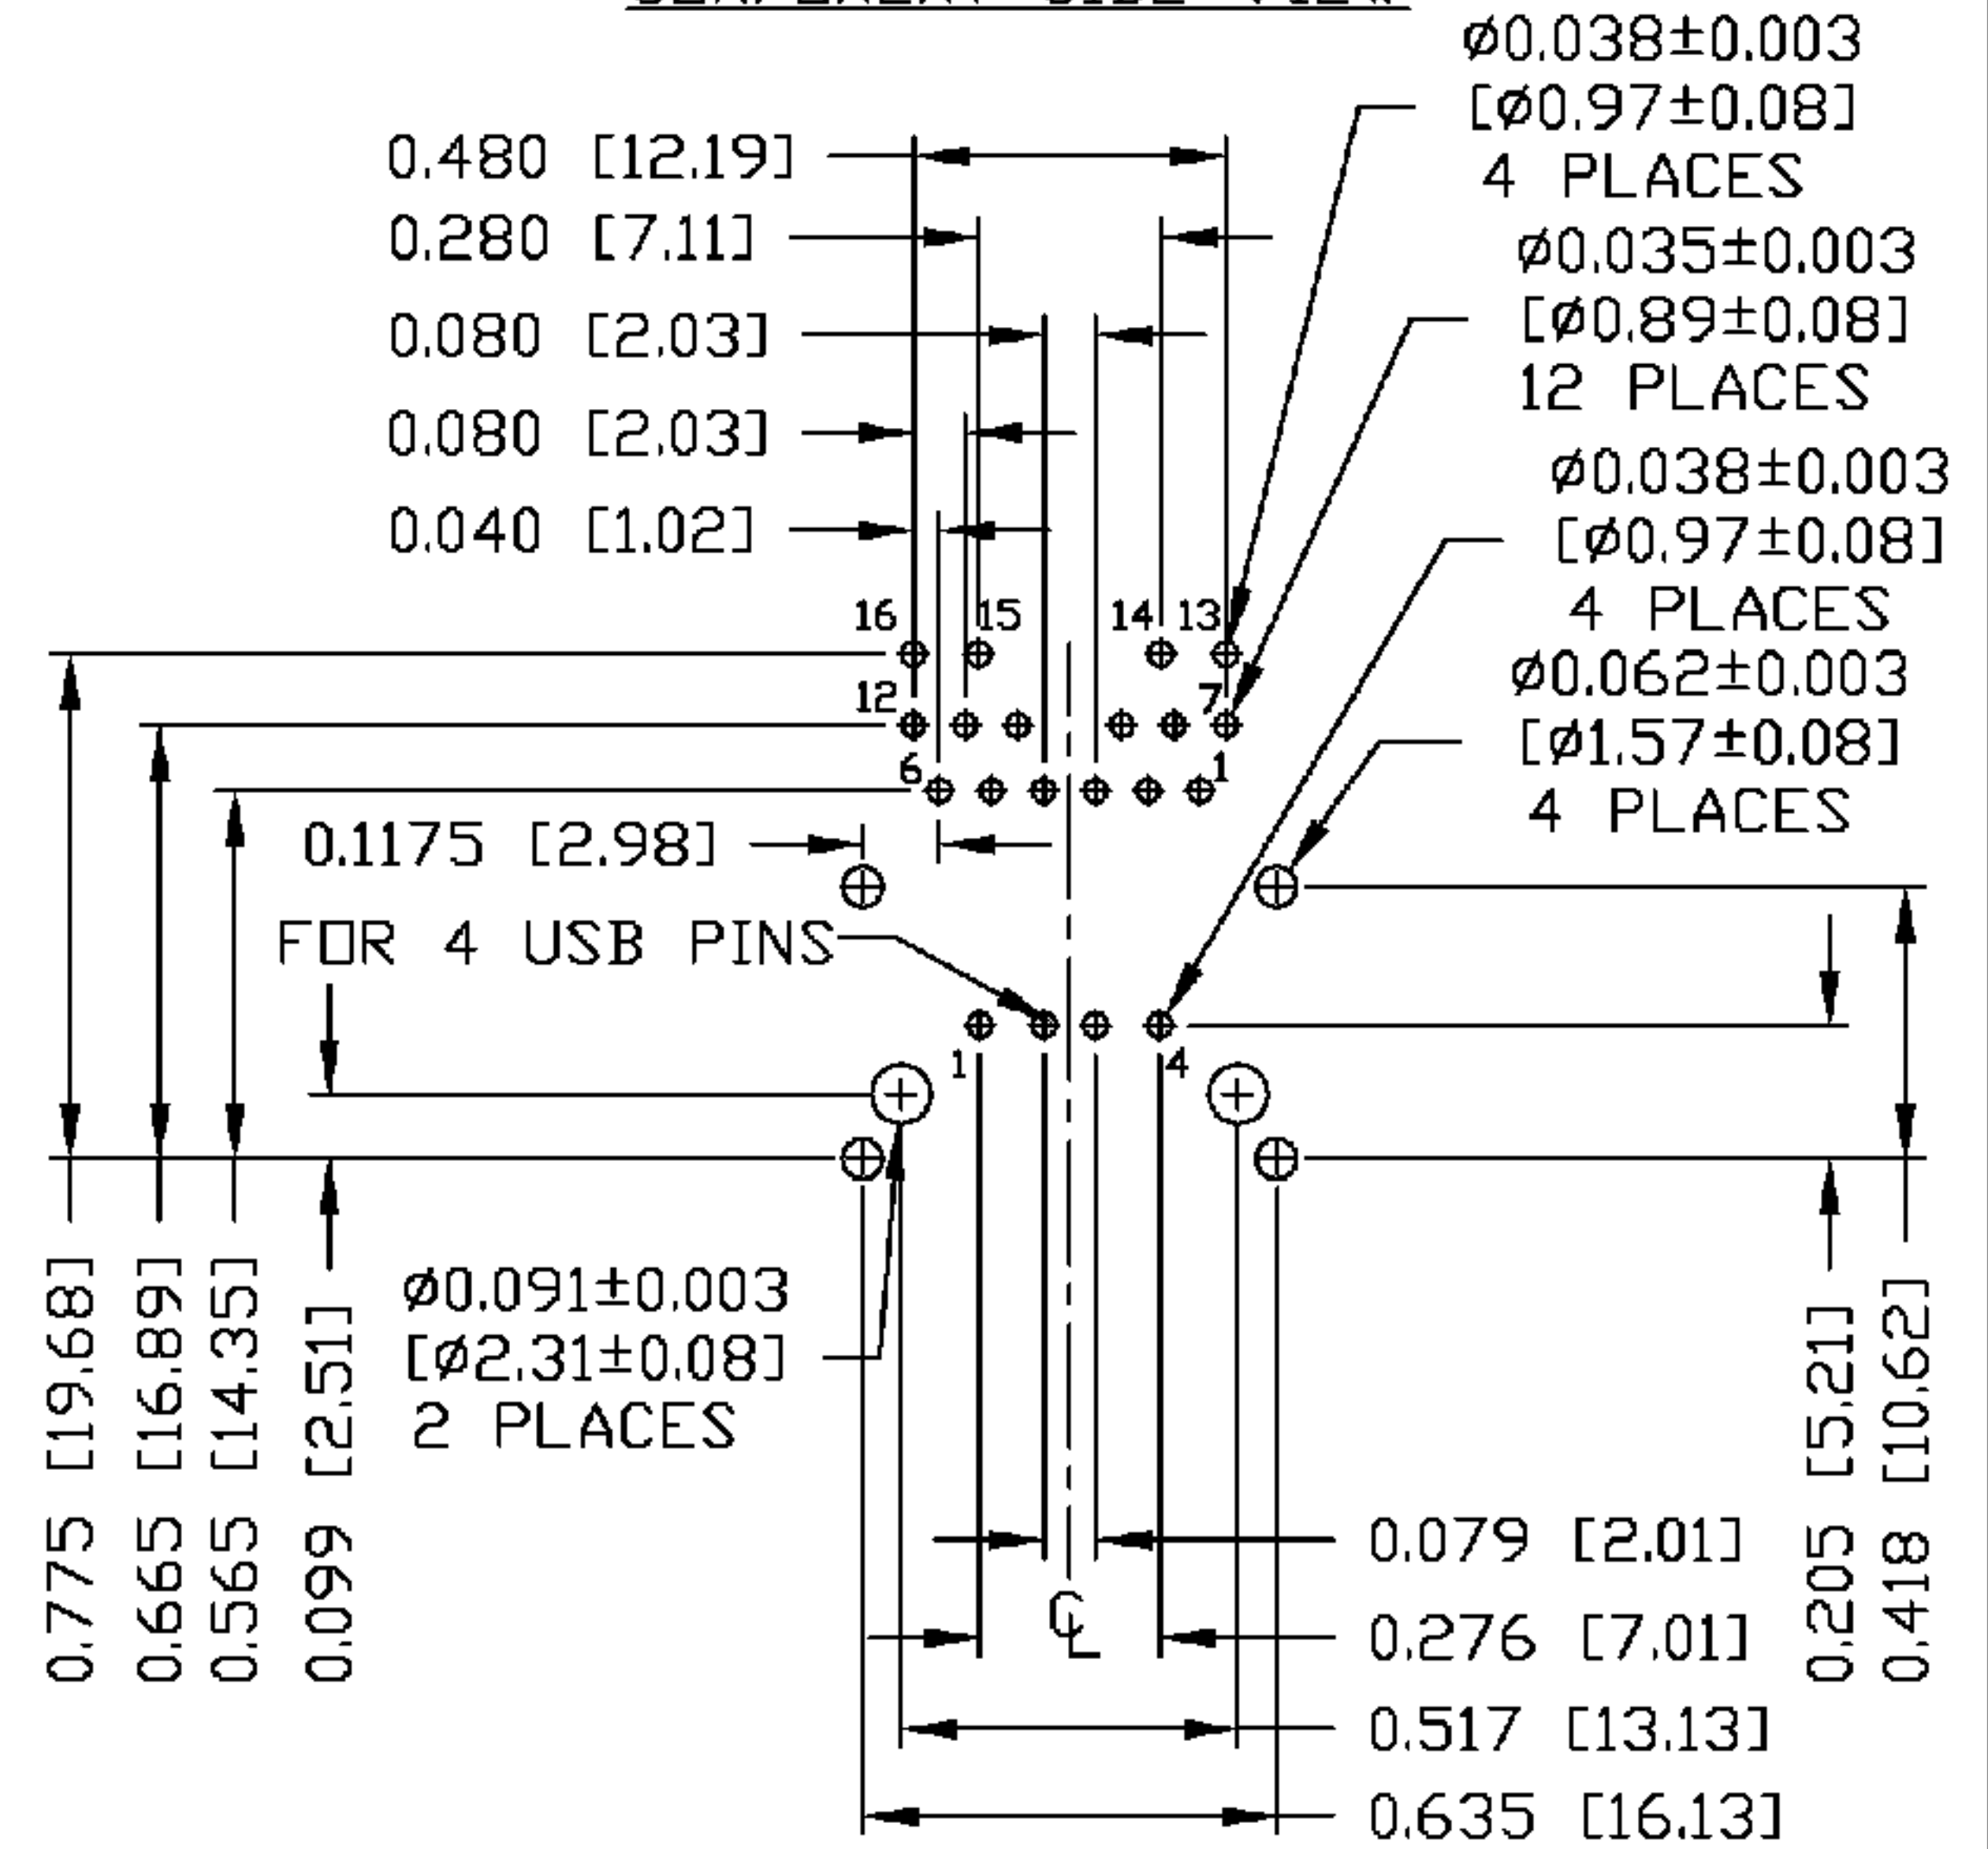 ø0.038±0.003
[ø0.97±0.08]
4 PLACES
0.480 [12.19]
0.280 [7.11]
0.080 [2.03]
0.080 [2.03]
0.040 [1.02]
ø0.035±0.003
[ø0.89±0.08]
12 PLACES
ø0.038±0.003
[ø0.97±0.08]
4 PLACES
ø0.062±0.003
[ø1.57±0.08]
4 PLACES
16 15 14 13
12 7
6 1
0.1175 [2.98]
FOR 4 USB PINS
1 4
ø0.091±0.003
[ø2.31±0.08]
2 PLACES
0.775 [19.68]
0.665 [16.89]
0.565 [14.35]
0.099 [2.51]
CL
0.079 [2.01]
0.276 [7.01]
0.517 [13.13]
0.635 [16.13]
0.205 [5.21]
0.418 [10.62]